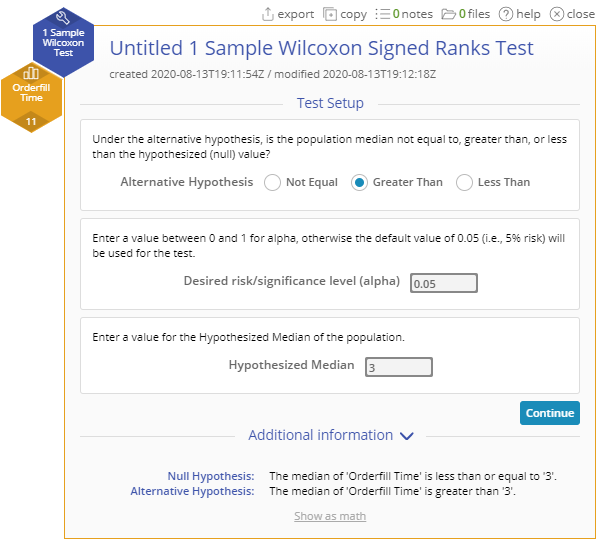 export copy 0 notes 0 files ? help close
1 Sample
Wilcoxon
Test
Orderfill
Time
11
Untitled 1 Sample Wilcoxon Signed Ranks Test
created 2020-08-13T19:11:54Z / modified 2020-08-13T19:12:18Z
Test Setup
Under the alternative hypothesis, is the population median not equal to, greater than, or less
than the hypothesized (null) value?
Alternative Hypothesis Not Equal Greater Than Less Than
Enter a value between 0 and 1 for alpha, otherwise the default value of 0.05 (i.e., 5% risk) will
be used for the test.
Desired risk/significance level (alpha) 0.05
Enter a value for the Hypothesized Median of the population.
Hypothesized Median 3
Continue
Additional information
Null Hypothesis: The median of 'Orderfill Time' is less than or equal to '3'.
Alternative Hypothesis: The median of 'Orderfill Time' is greater than '3'.
Show as math